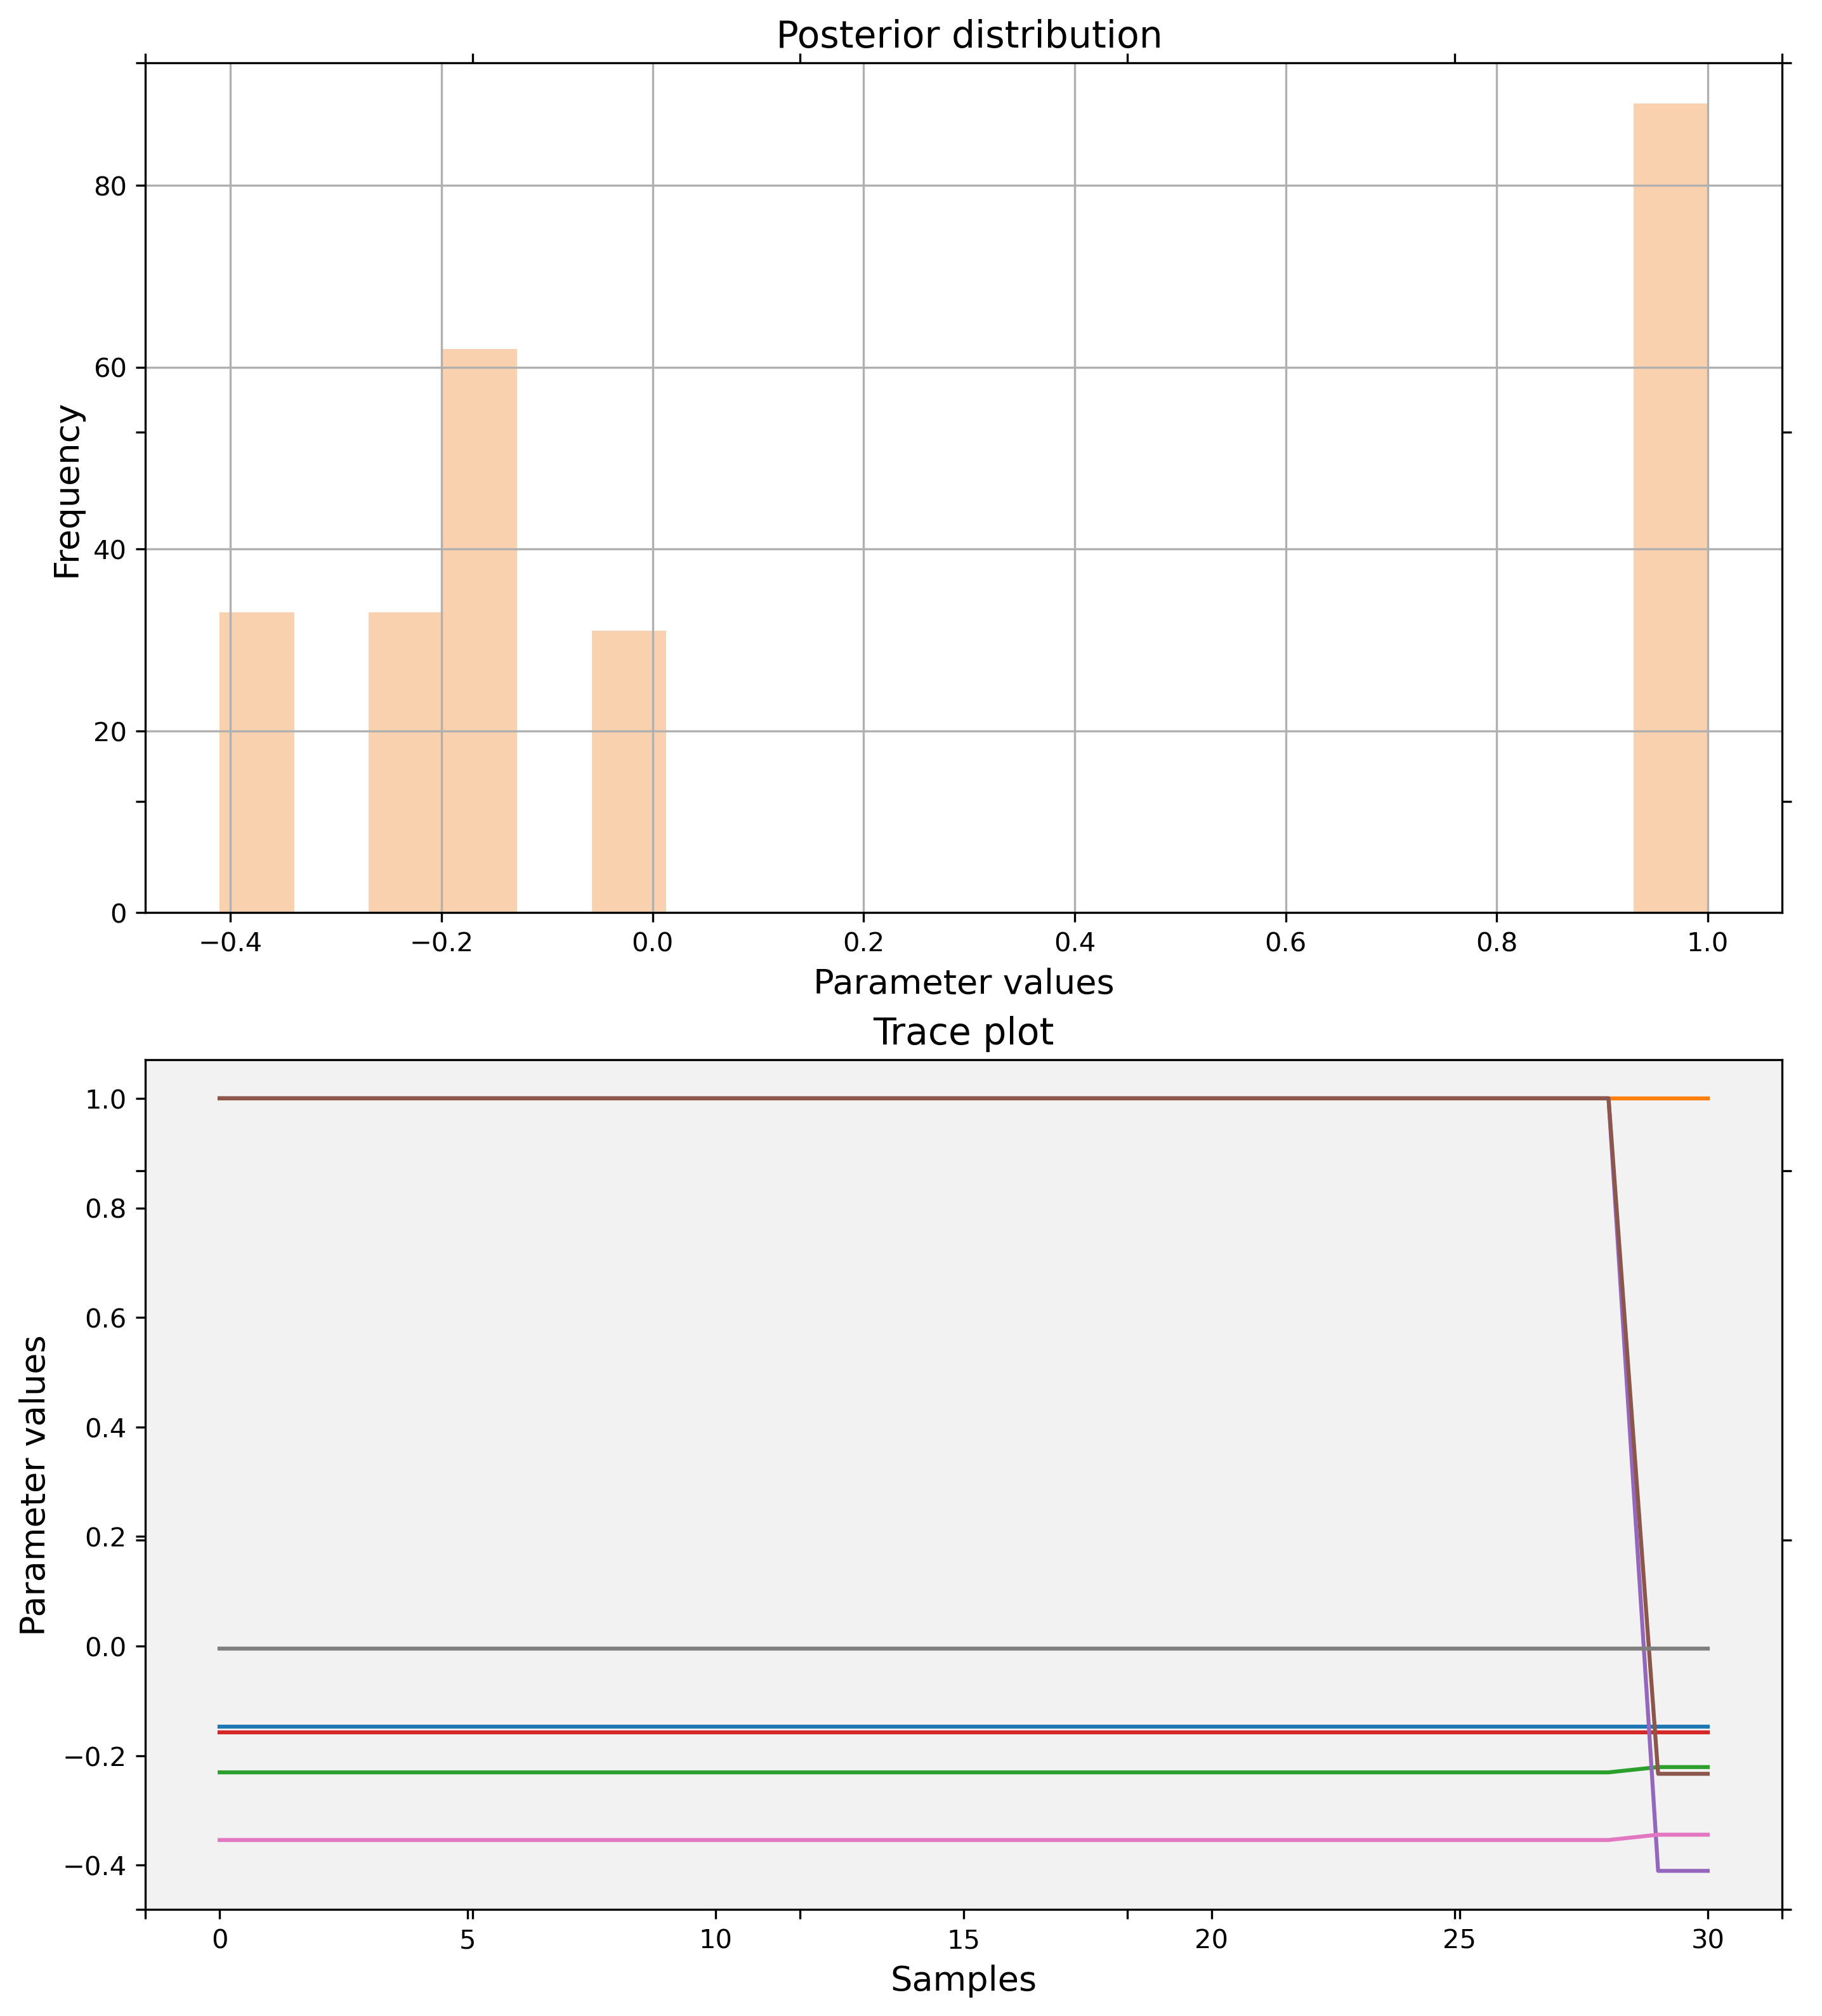 Posterior distribution
Frequency
80
60
40
20
0
−0.4 −0.2 0.0 0.2 0.4 0.6 0.8 1.0
Parameter values
Trace plot
Parameter values
1.0
0.8
0.6
0.4
0.2
0.0
−0.2
−0.4
0 5 10 15 20 25 30
Samples